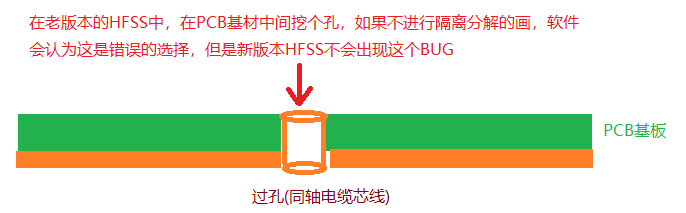 在老版本的HFSS中，在PCB基材中间挖个孔，如果不进行隔离分解的画，软件
会认为这是错误的选择，但是新版本HFSS不会出现这个BUG
PCB基板
过孔(同轴电缆芯线)